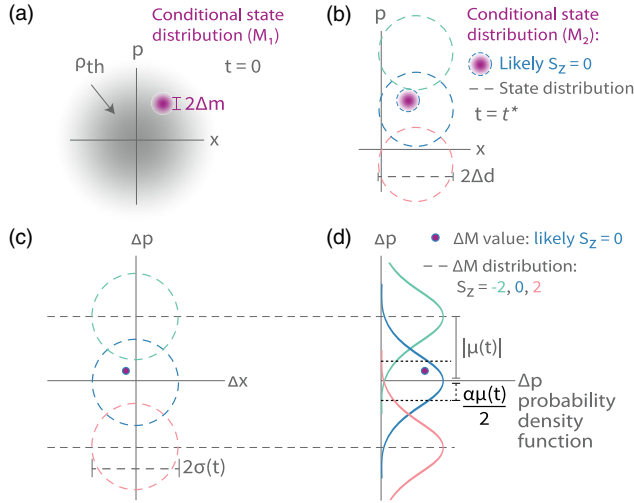 (a)
Conditional state
distribution (M₁)
p
t = 0
ρth
2Δm
x
(b)
p
Conditional state
distribution (M₂):
Likely Sz = 0
State distribution
t = t*
x
2Δd
(c)
Δp
Δx
2σ(t)
(d)
Δp
ΔM value: likely Sz = 0
ΔM distribution:
Sz = -2, 0, 2
|μ(t)|
αμ(t)
2
Δp
probability
density
function